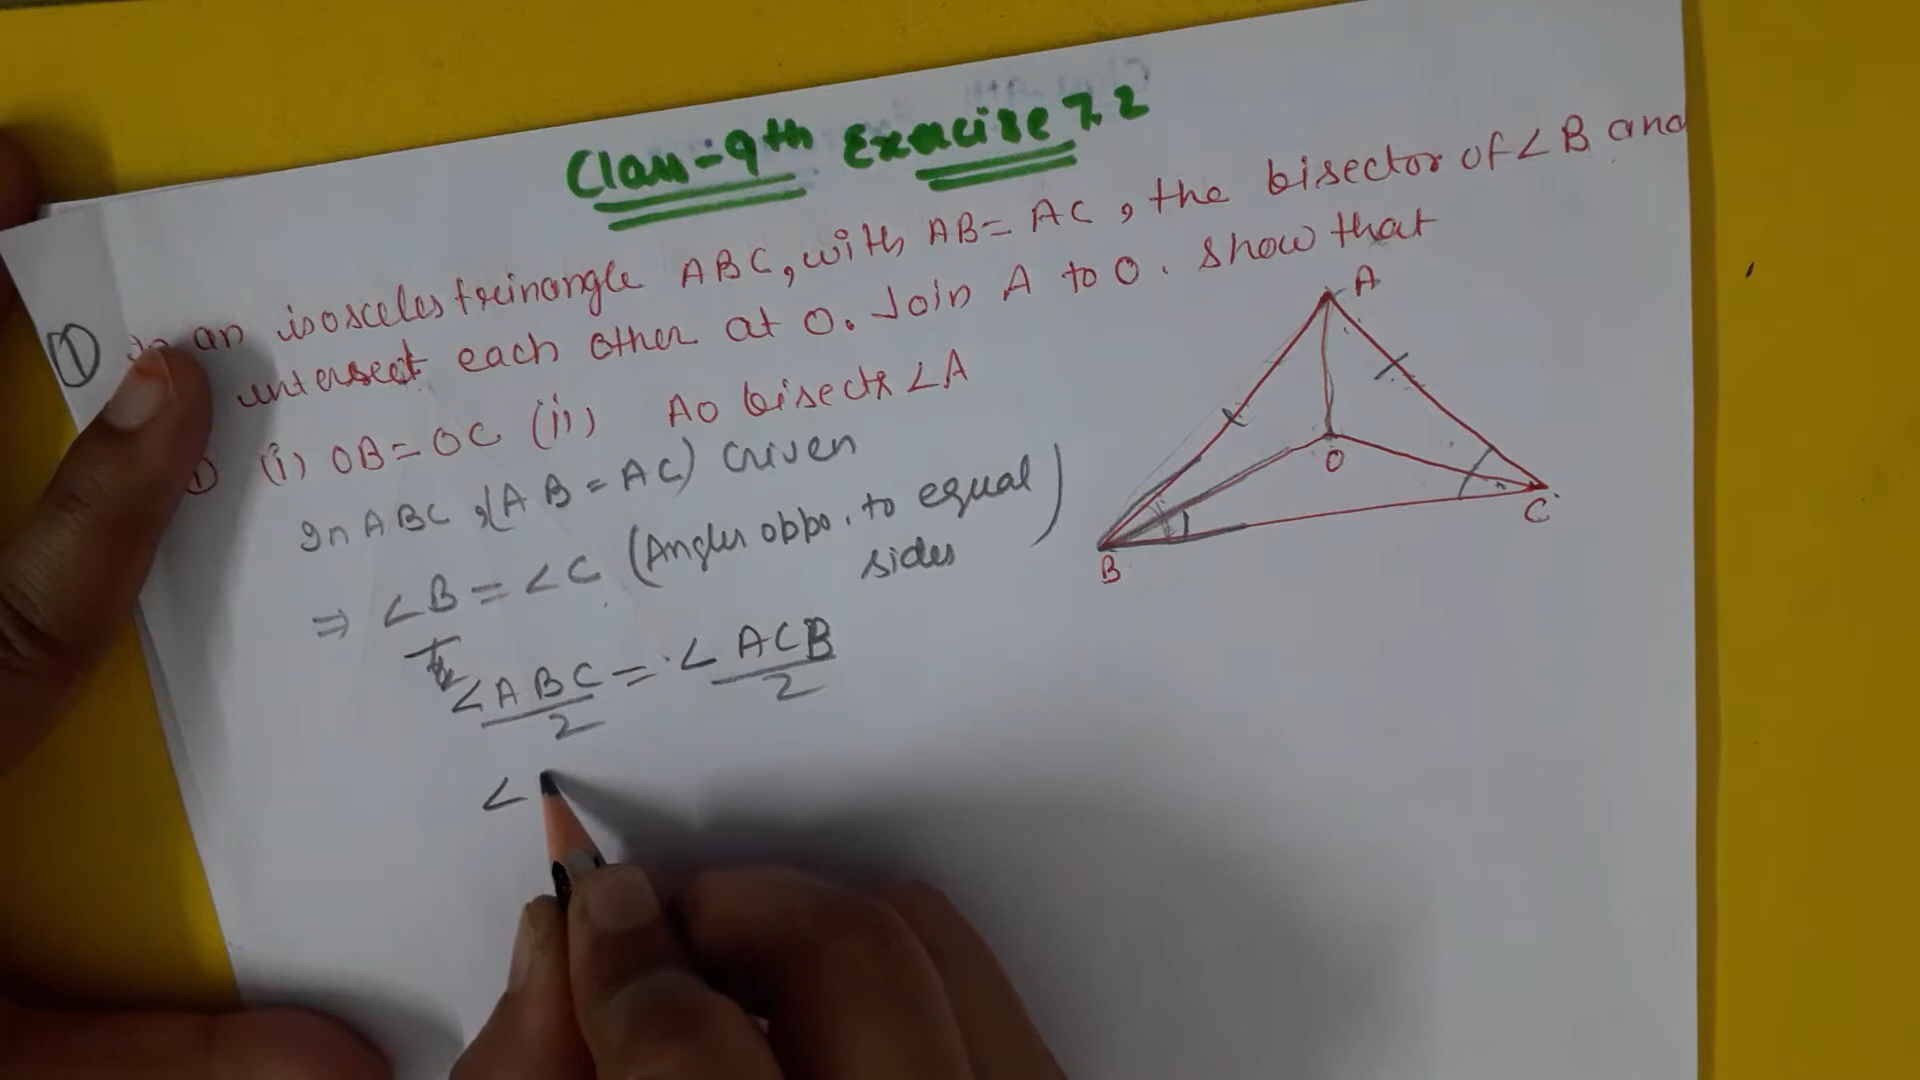 Class-9th Exercise 7.2
① In an isosceles treinangle ABC, with AB = AC, the bisector of ∠B and
intersect each other at O. Join A to O. show that
(i) OB = OC (ii) AO bisects ∠A
In ABC, (AB = AC) Given
⇒ ∠B = ∠C (Angles oppo. to equal sides)
∠ABC/2 = ∠ACB/2
∠
A
O
B
C